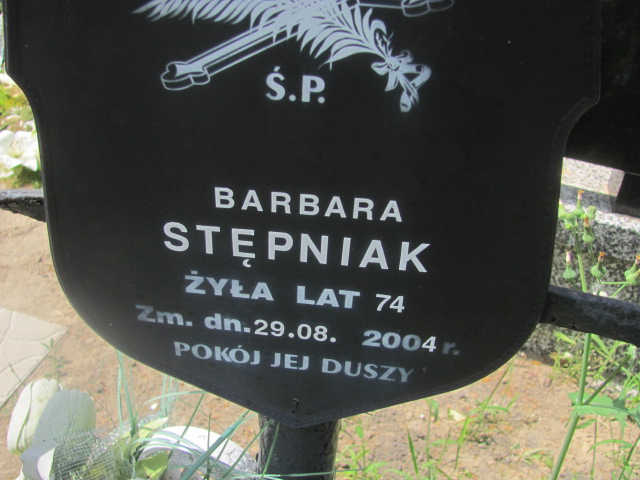 Ś.P.
BARBARA
STĘPNIAK
ŻYŁA LAT 74
Zm. dn. 29.08. 2004 r.
POKÓJ JEJ DUSZY